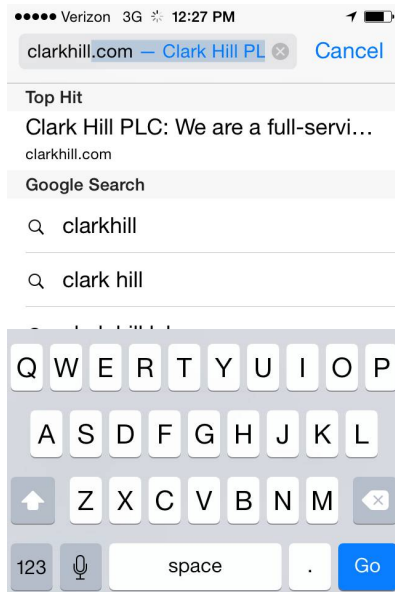 Verizon 3G 12:27 PM
clarkhill.com — Clark Hill PL Cancel
Top Hit
Clark Hill PLC: We are a full-servi...
clarkhill.com
Google Search
clarkhill
clark hill
Q W E R T Y U I O P
A S D F G H J K L
Z X C V B N M
123 space . Go